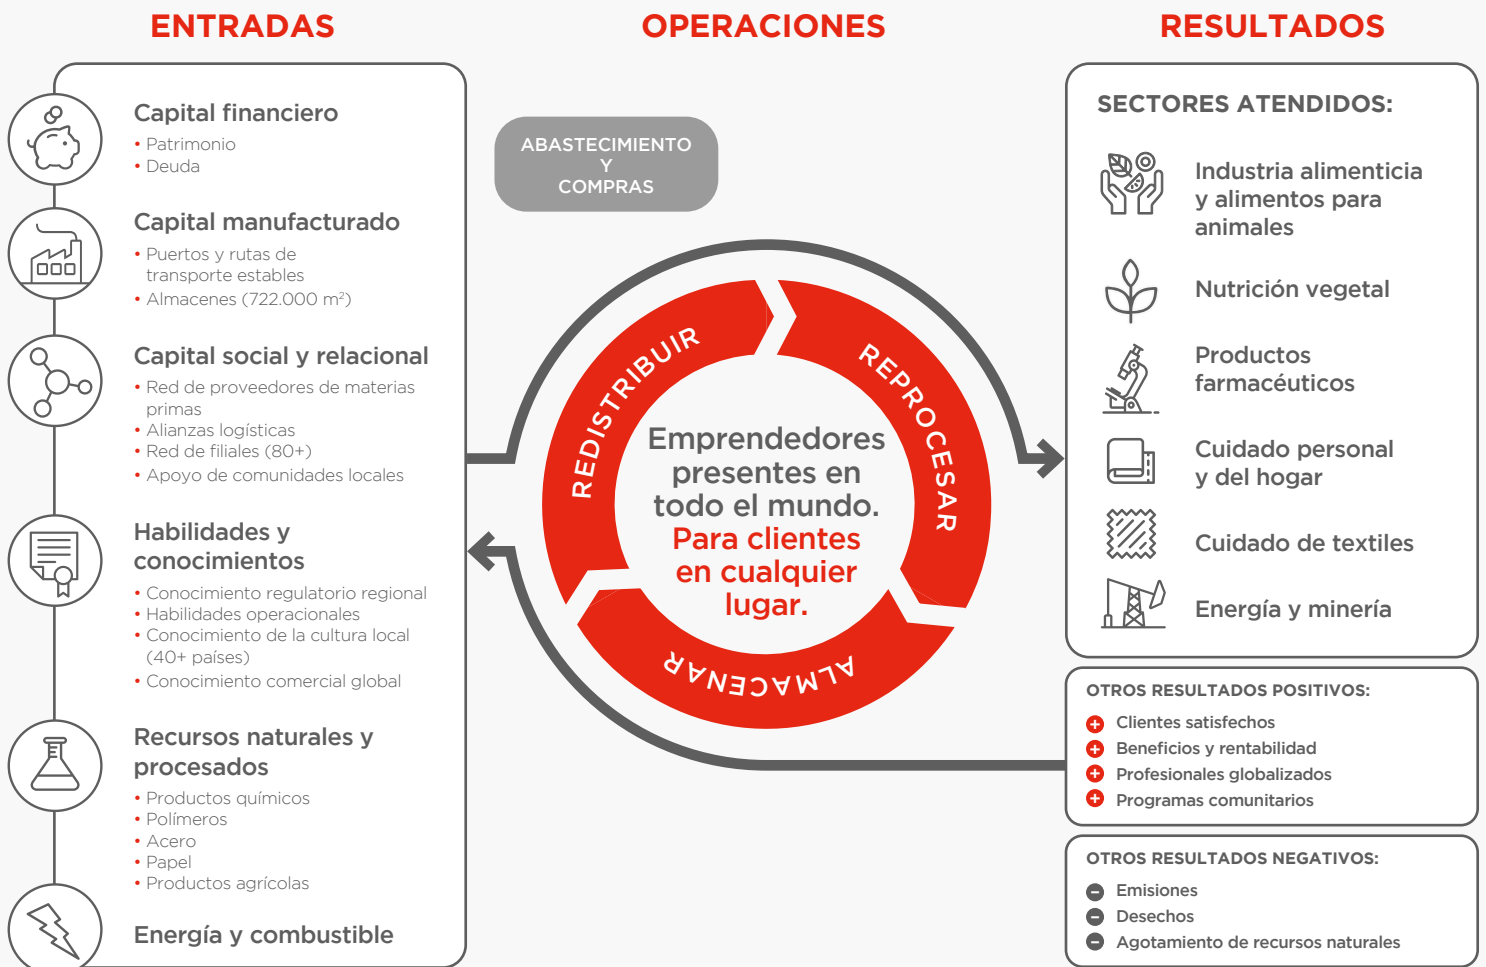 ENTRADAS
Capital financiero
• Patrimonio
• Deuda
Capital manufacturado
• Puertos y rutas de
transporte estables
• Almacenes (722.000 m²)
Capital social y relacional
• Red de proveedores de materias
primas
• Alianzas logísticas
• Red de filiales (80+)
• Apoyo de comunidades locales
Habilidades y
conocimientos
• Conocimiento regulatorio regional
• Habilidades operacionales
• Conocimiento de la cultura local
(40+ países)
• Conocimiento comercial global
Recursos naturales y
procesados
• Productos químicos
• Polímeros
• Acero
• Papel
• Productos agrícolas
Energía y combustible
OPERACIONES
ABASTECIMIENTO
Y
COMPRAS
REDISTRIBUIR
REPROCESAR
ALMACENAR
Emprendedores
presentes en
todo el mundo.
Para clientes
en cualquier
lugar.
RESULTADOS
SECTORES ATENDIDOS:
Industria alimenticia
y alimentos para
animales
Nutrición vegetal
Productos
farmacéuticos
Cuidado personal
y del hogar
Cuidado de textiles
Energía y minería
OTROS RESULTADOS POSITIVOS:
+ Clientes satisfechos
+ Beneficios y rentabilidad
+ Profesionales globalizados
+ Programas comunitarios
OTROS RESULTADOS NEGATIVOS:
− Emisiones
− Desechos
− Agotamiento de recursos naturales